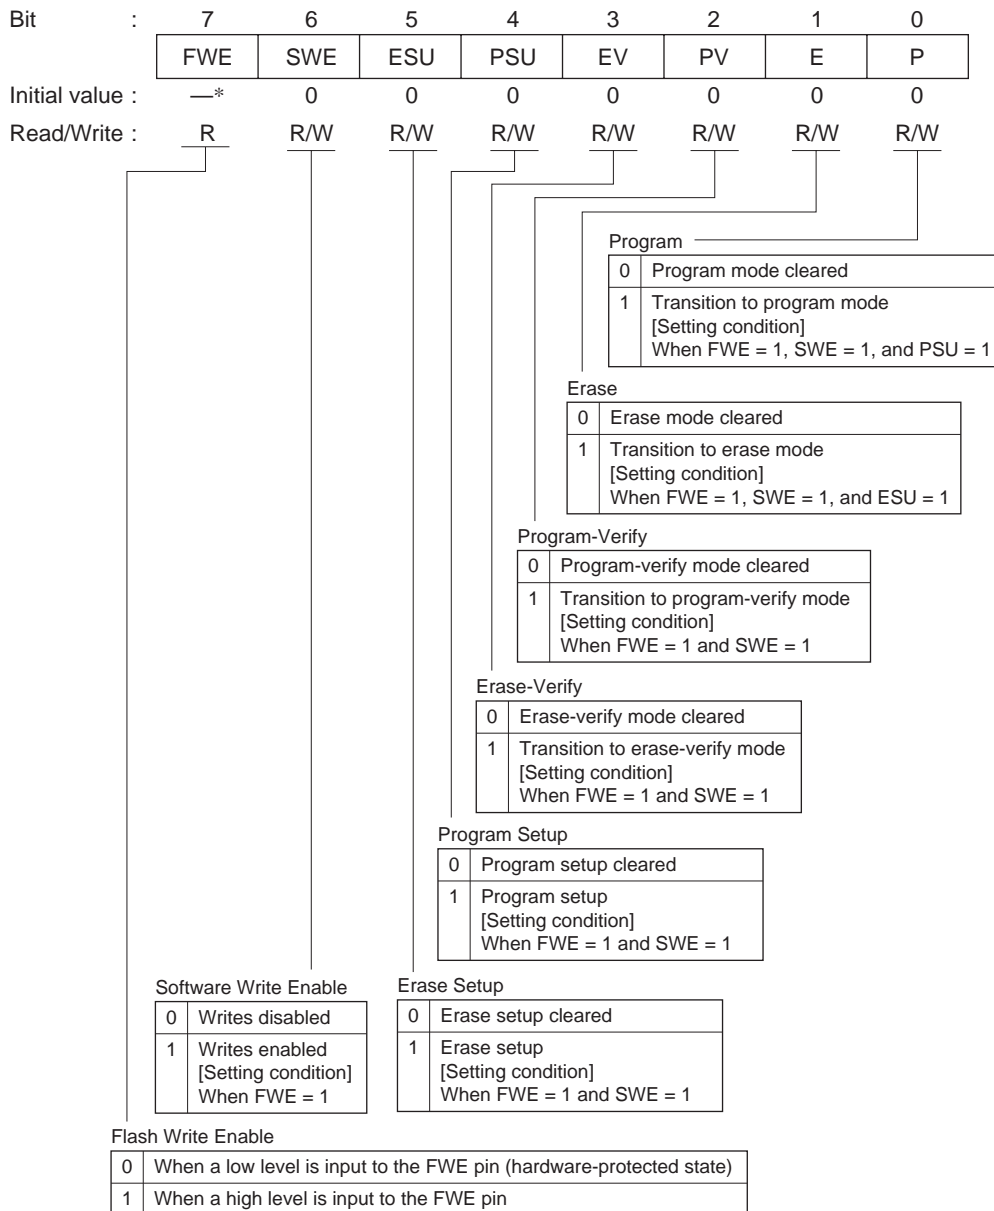 Bit : 7 6 5 4 3 2 1 0
FWE SWE ESU PSU EV PV E P
Initial value : —* 0 0 0 0 0 0 0
Read/Write : R R/W R/W R/W R/W R/W R/W R/W
Program
0 Program mode cleared
1 Transition to program mode
[Setting condition]
When FWE = 1, SWE = 1, and PSU = 1
Erase
0 Erase mode cleared
1 Transition to erase mode
[Setting condition]
When FWE = 1, SWE = 1, and ESU = 1
Program-Verify
0 Program-verify mode cleared
1 Transition to program-verify mode
[Setting condition]
When FWE = 1 and SWE = 1
Erase-Verify
0 Erase-verify mode cleared
1 Transition to erase-verify mode
[Setting condition]
When FWE = 1 and SWE = 1
Program Setup
0 Program setup cleared
1 Program setup
[Setting condition]
When FWE = 1 and SWE = 1
Software Write Enable
0 Writes disabled
1 Writes enabled
[Setting condition]
When FWE = 1
Erase Setup
0 Erase setup cleared
1 Erase setup
[Setting condition]
When FWE = 1 and SWE = 1
Flash Write Enable
0 When a low level is input to the FWE pin (hardware-protected state)
1 When a high level is input to the FWE pin